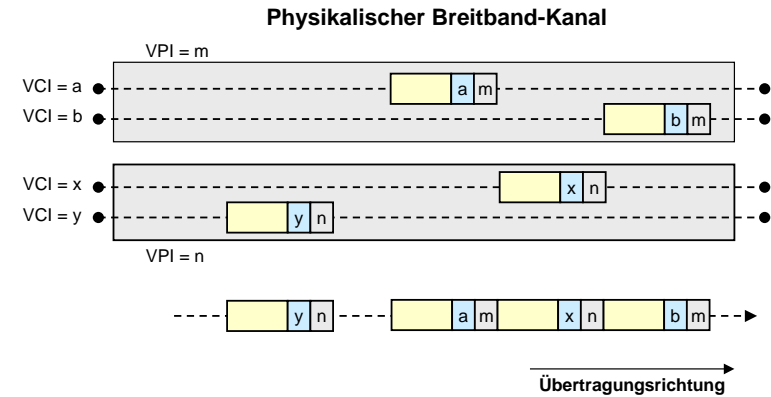 Physikalischer Breitband-Kanal
VPI = m
VCI = a
a m
VCI = b
b m
VCI = x
x n
VCI = y
y n
VPI = n
y n a m x n b m
Übertragungsrichtung